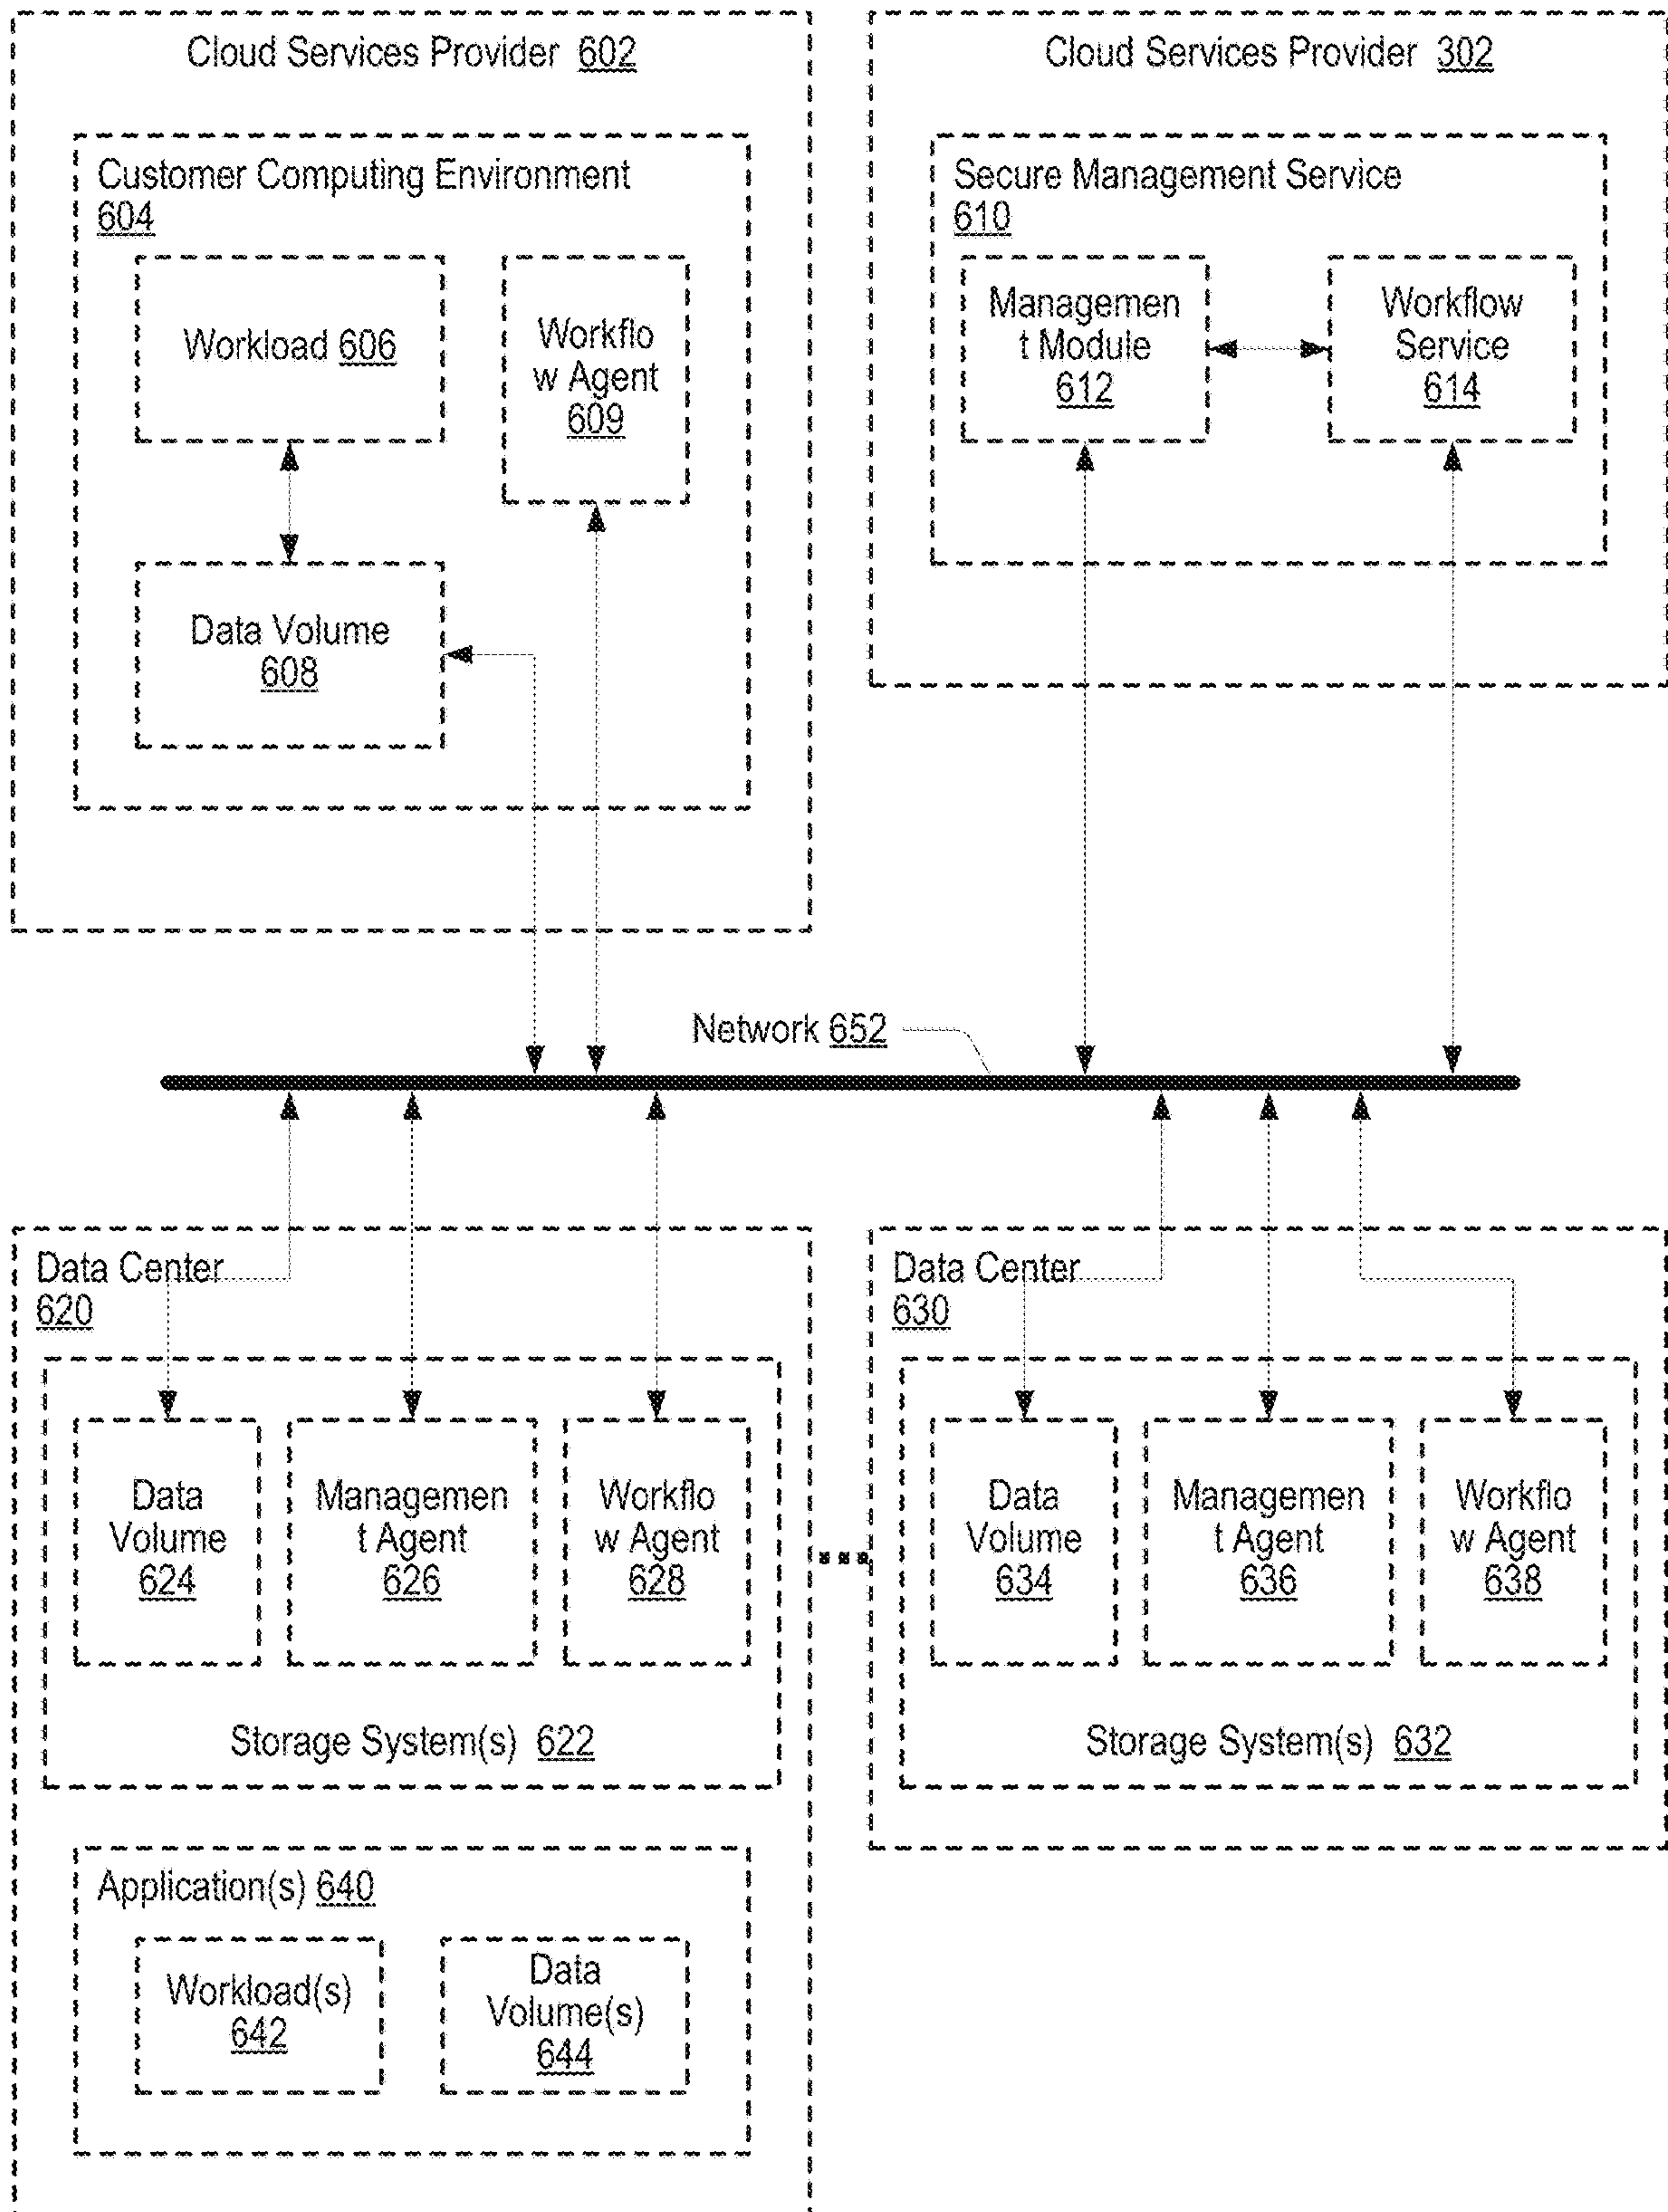 Cloud Services Provider 602
Customer Computing Environment
604
Workload 606
Workflo
w Agent
609
Data Volume
608
Cloud Services Provider 302
Secure Management Service
610
Managemen
t Module
612
Workflow
Service
614
Network 652
Data Center
620
Data
Volume
624
Managemen
t Agent
626
Workflo
w Agent
628
Storage System(s) 622
Application(s) 640
Workload(s)
642
Data
Volume(s)
644
Data Center
630
Data
Volume
634
Managemen
t Agent
636
Workflo
w Agent
638
Storage System(s) 632